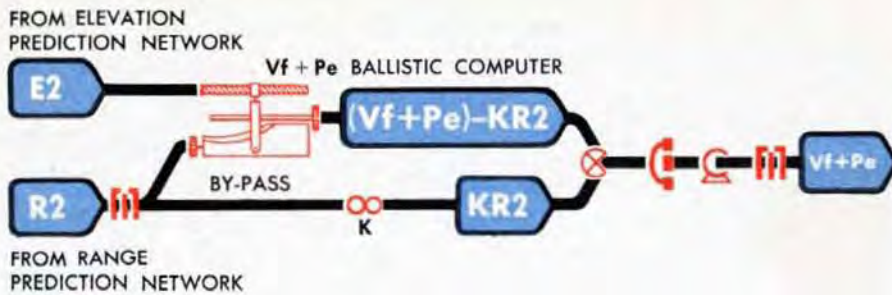 FROM ELEVATION
PREDICTION NETWORK
Vf + Pe BALLISTIC COMPUTER
E2
(Vf+Pe)-KR2
Vf+Pe
BY-PASS
R2
KR2
K
FROM RANGE
PREDICTION NETWORK